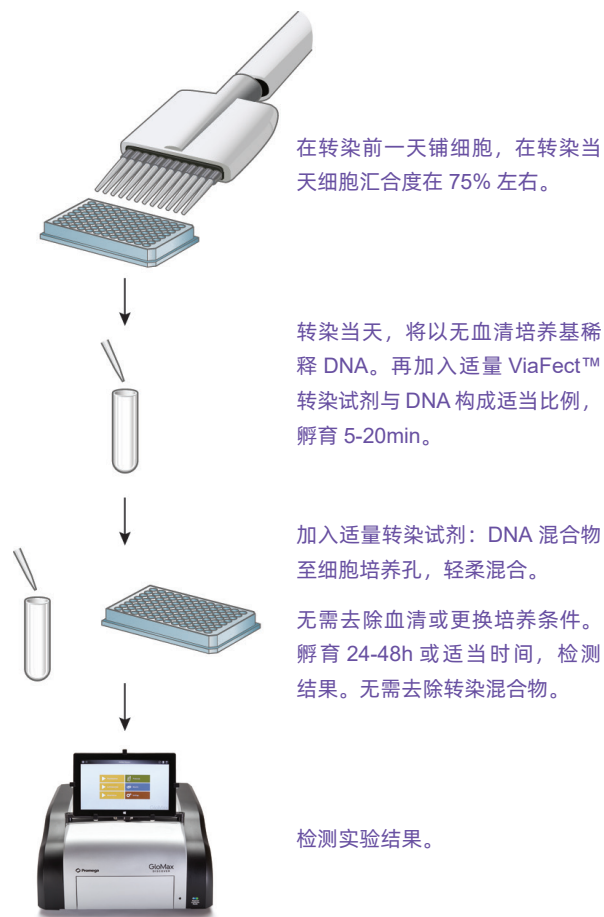 在转染前一天铺细胞，在转染当
天细胞汇合度在 75% 左右。
转染当天，将以无血清培养基稀
释 DNA。再加入适量 ViaFect™
转染试剂与 DNA 构成适当比例，
孵育 5-20min。
加入适量转染试剂：DNA 混合物
至细胞培养孔，轻柔混合。
无需去除血清或更换培养条件。
孵育 24-48h 或适当时间，检测
结果。无需去除转染混合物。
Promega
GloMax
检测实验结果。